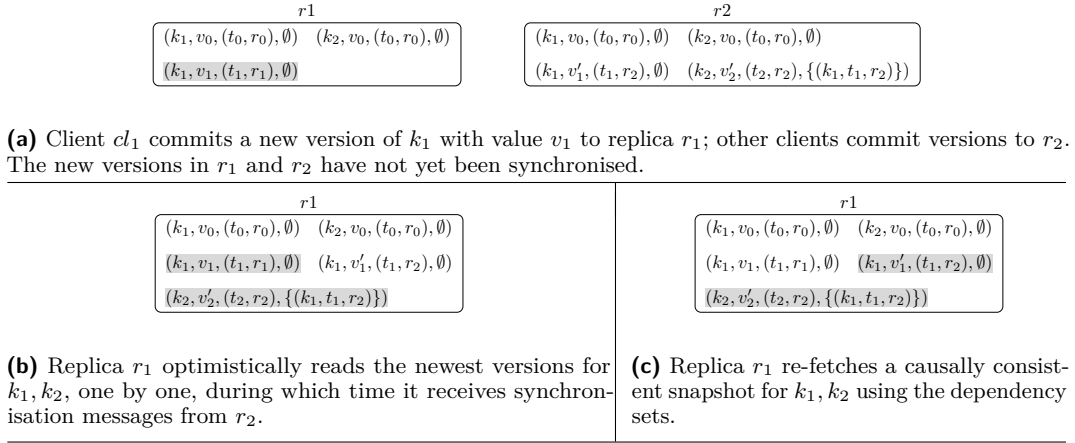 r1
r2
(k₁, v₀, (t₀, r₀), ∅) (k₂, v₀, (t₀, r₀), ∅)
(k₁, v₁, (t₁, r₁), ∅)
(k₁, v₀, (t₀, r₀), ∅) (k₂, v₀, (t₀, r₀), ∅)
(k₁, v′₁, (t₁, r₂), ∅) (k₂, v′₂, (t₂, r₂), {(k₁, t₁, r₂)})
(a) Client cl₁ commits a new version of k₁ with value v₁ to replica r₁; other clients commit versions to r₂.
The new versions in r₁ and r₂ have not yet been synchronised.
r1
(k₁, v₀, (t₀, r₀), ∅) (k₂, v₀, (t₀, r₀), ∅)
(k₁, v₁, (t₁, r₁), ∅) (k₁, v′₁, (t₁, r₂), ∅)
(k₂, v′₂, (t₂, r₂), {(k₁, t₁, r₂)})
(b) Replica r₁ optimistically reads the newest versions for
k₁, k₂, one by one, during which time it receives synchron-
isation messages from r₂.
r1
(k₁, v₀, (t₀, r₀), ∅) (k₂, v₀, (t₀, r₀), ∅)
(k₁, v₁, (t₁, r₁), ∅) (k₁, v′₁, (t₁, r₂), ∅)
(k₂, v′₂, (t₂, r₂), {(k₁, t₁, r₂)})
(c) Replica r₁ re-fetches a causally consist-
ent snapshot for k₁, k₂ using the dependency
sets.